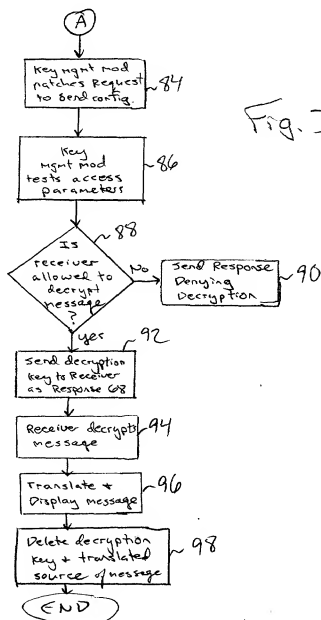 A
Key Mgmt Mod
matches Request
to Send config.
84
Fig.
Key
Mgmt Mod
tests access
parameters
86
Is
receiver
allowed to
decrypt
message
?
88
No
Send Response
Denying
Decryption
90
yes
92
Send decryption
Key to Receiver
as Response 68
Receiver decrypts
message
94
Translate +
Display message
96
Delete decryption
Key + translated
source of message
98
END